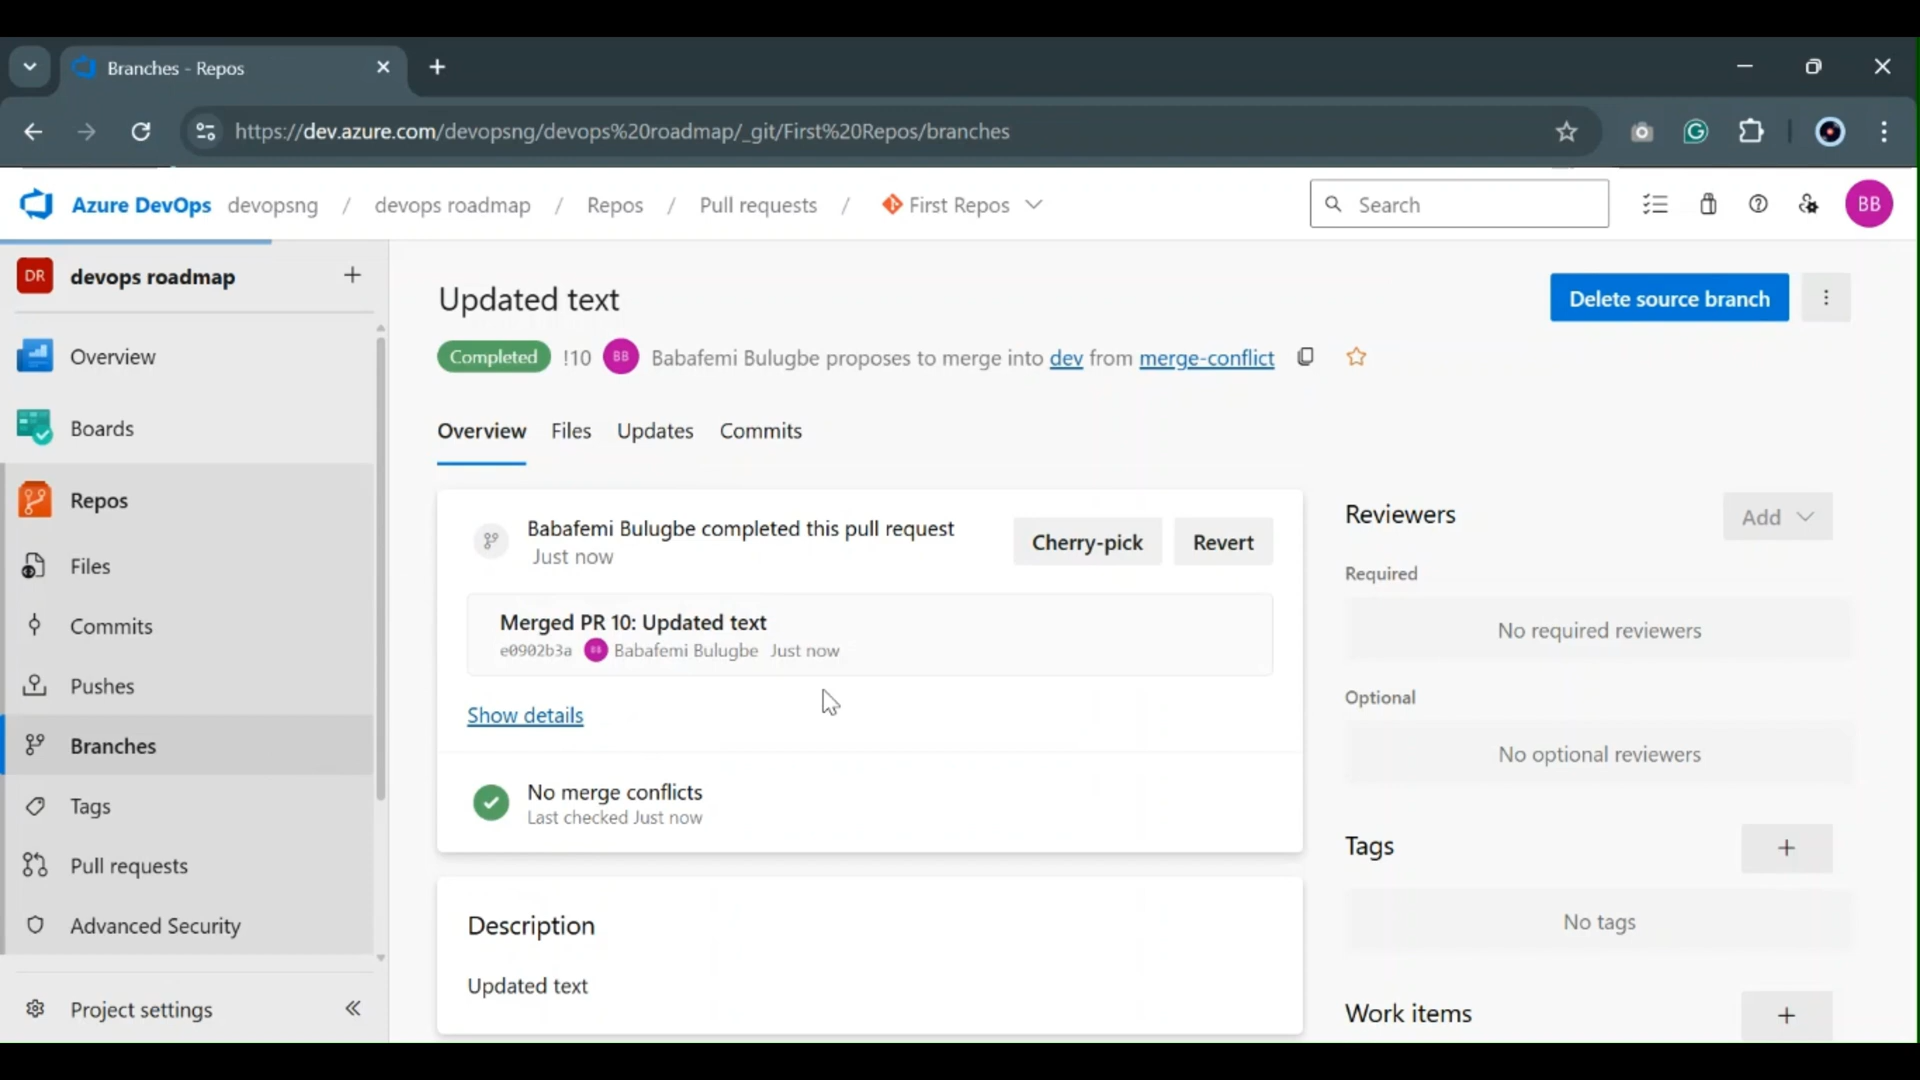 Branches - Repos
https://dev.azure.com/devopsng/devops%20roadmap/_git/First%20Repos/branches
Azure DevOps devopsng / devops roadmap / Repos / Pull requests / First Repos
Search
BB
DR devops roadmap
Overview
Boards
Repos
Files
Commits
Pushes
Branches
Tags
Pull requests
Advanced Security
Project settings
Updated text
Delete source branch
Completed !10 BB Babafemi Bulugbe proposes to merge into dev from merge-conflict
Overview Files Updates Commits
Babafemi Bulugbe completed this pull request
Just now
Cherry-pick
Revert
Merged PR 10: Updated text
e0902b3a BB Babafemi Bulugbe Just now
Show details
No merge conflicts
Last checked Just now
Description
Updated text
Reviewers
Add
Required
No required reviewers
Optional
No optional reviewers
Tags
No tags
Work items